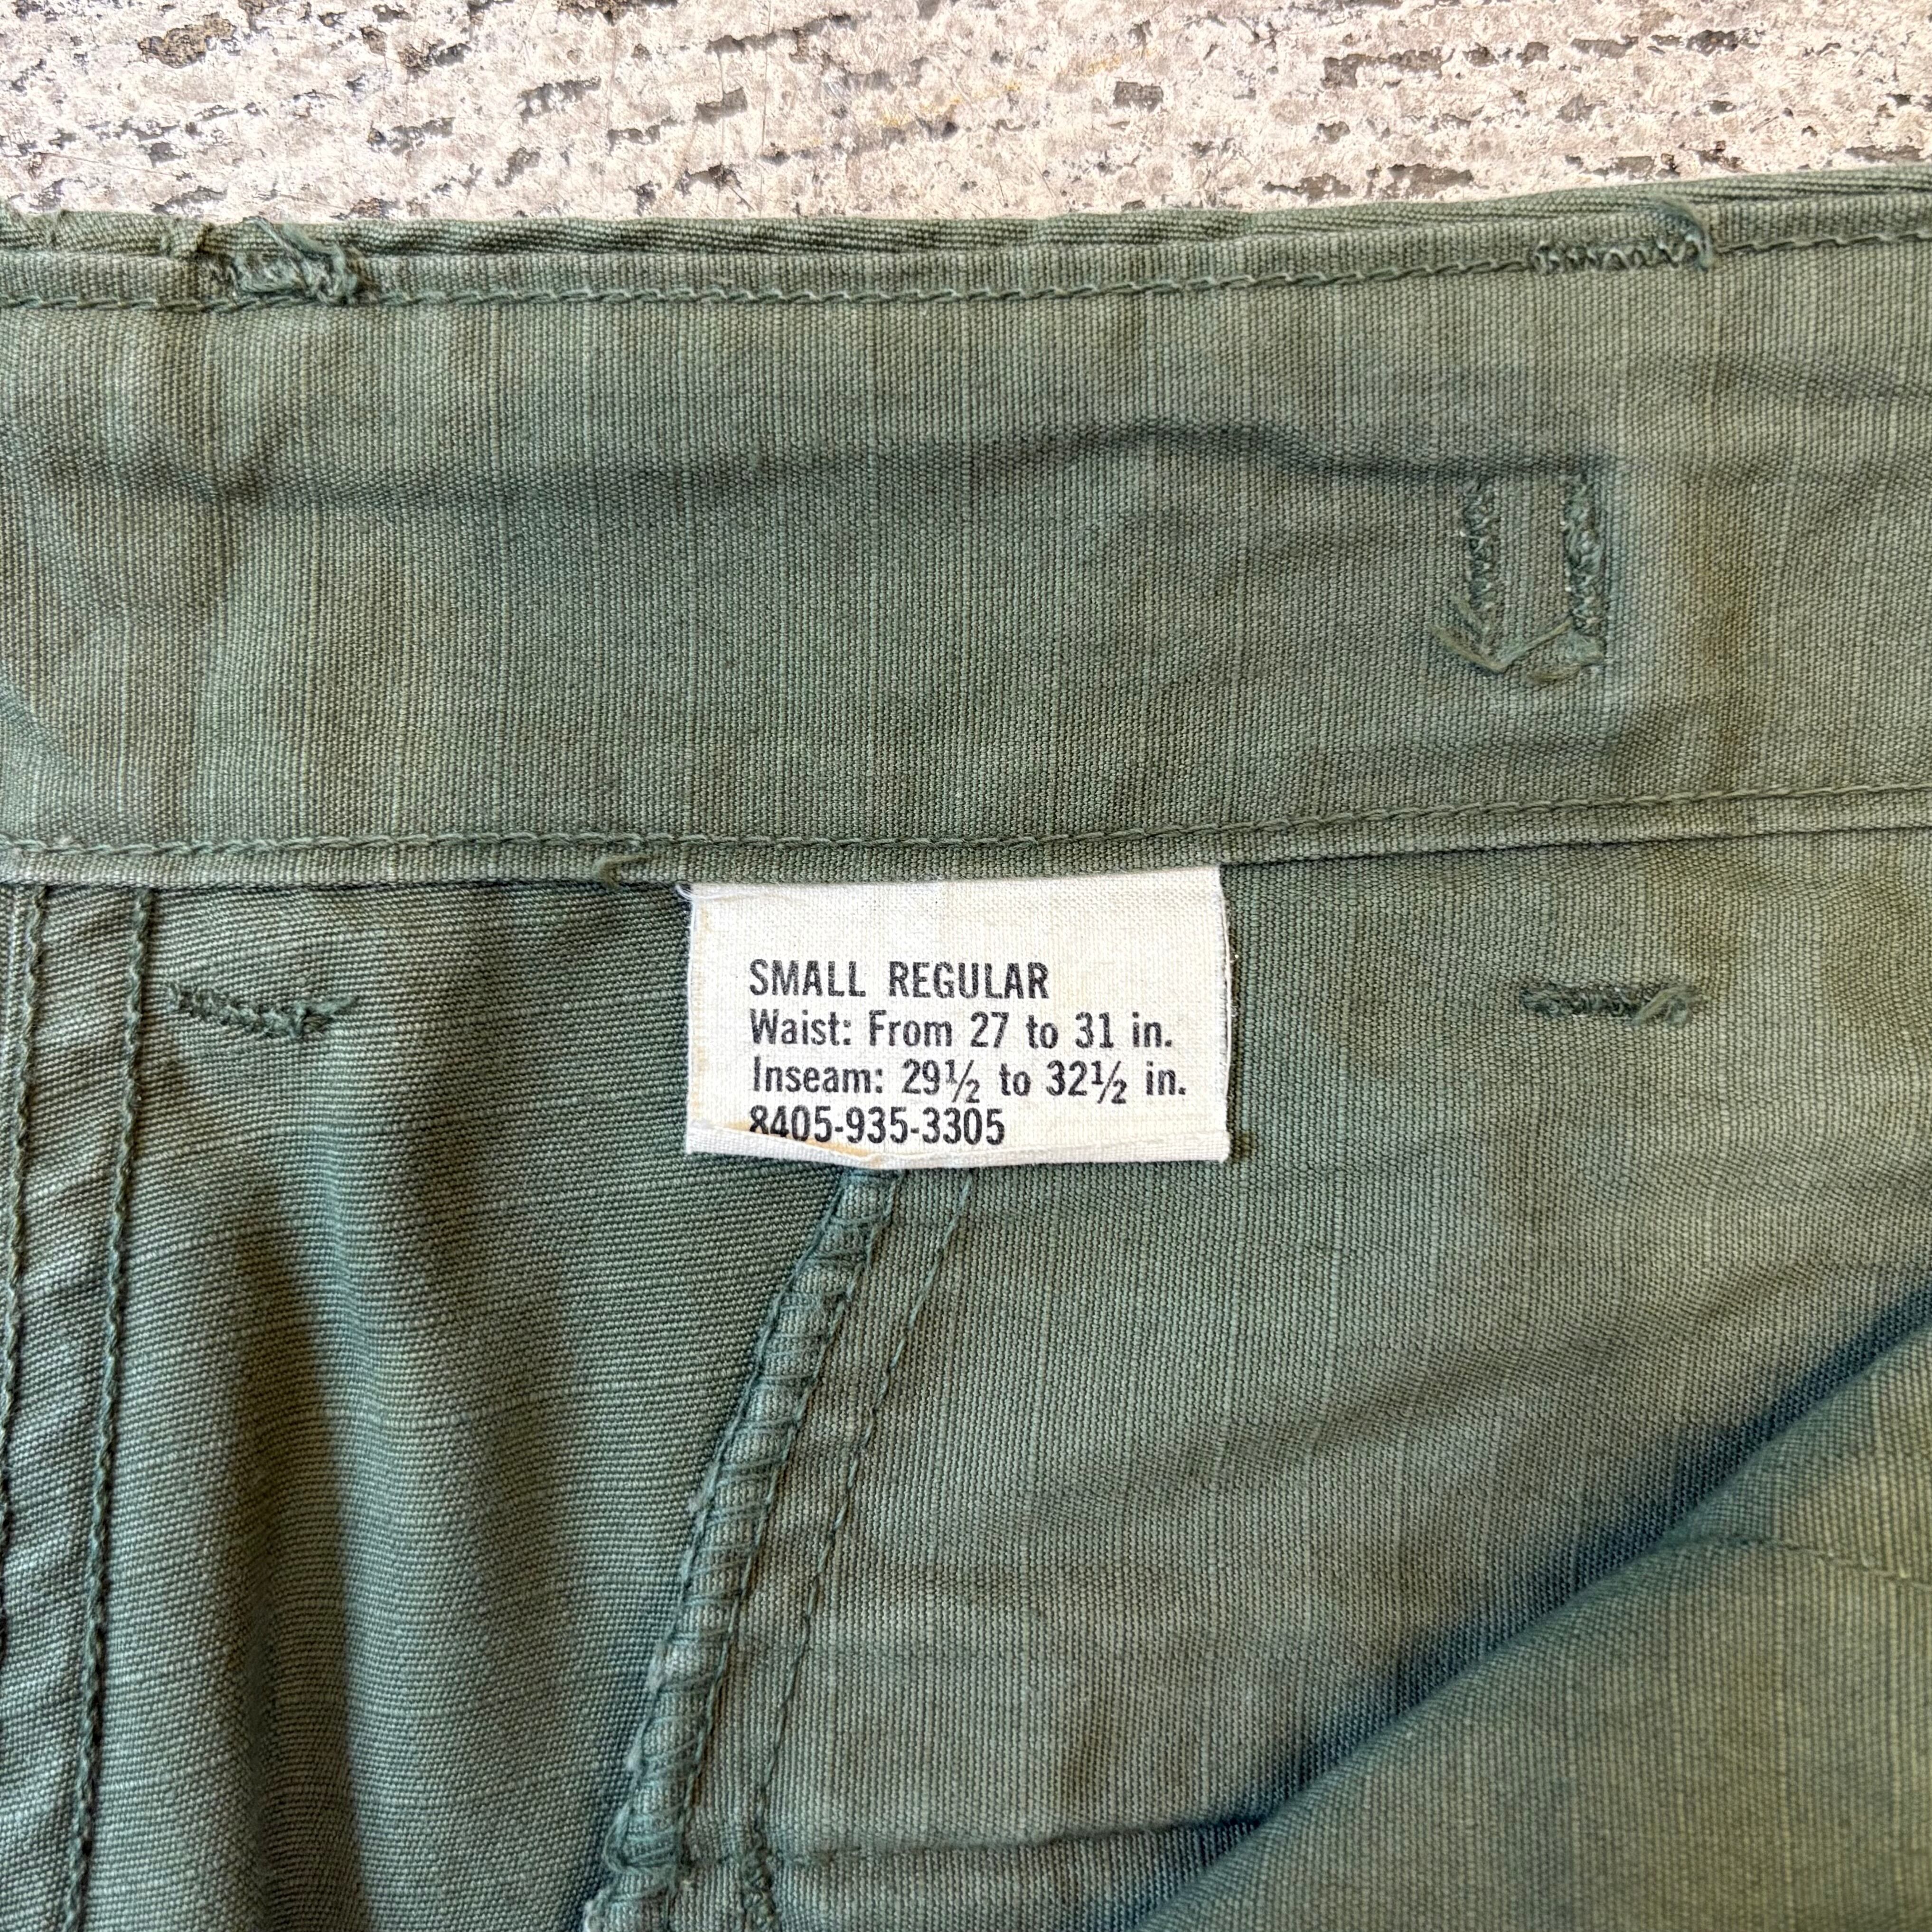 SMALL REGULAR
Waist: From 27 to 31 in.
Inseam: 29½ to 32½ in.
8405-935-3305